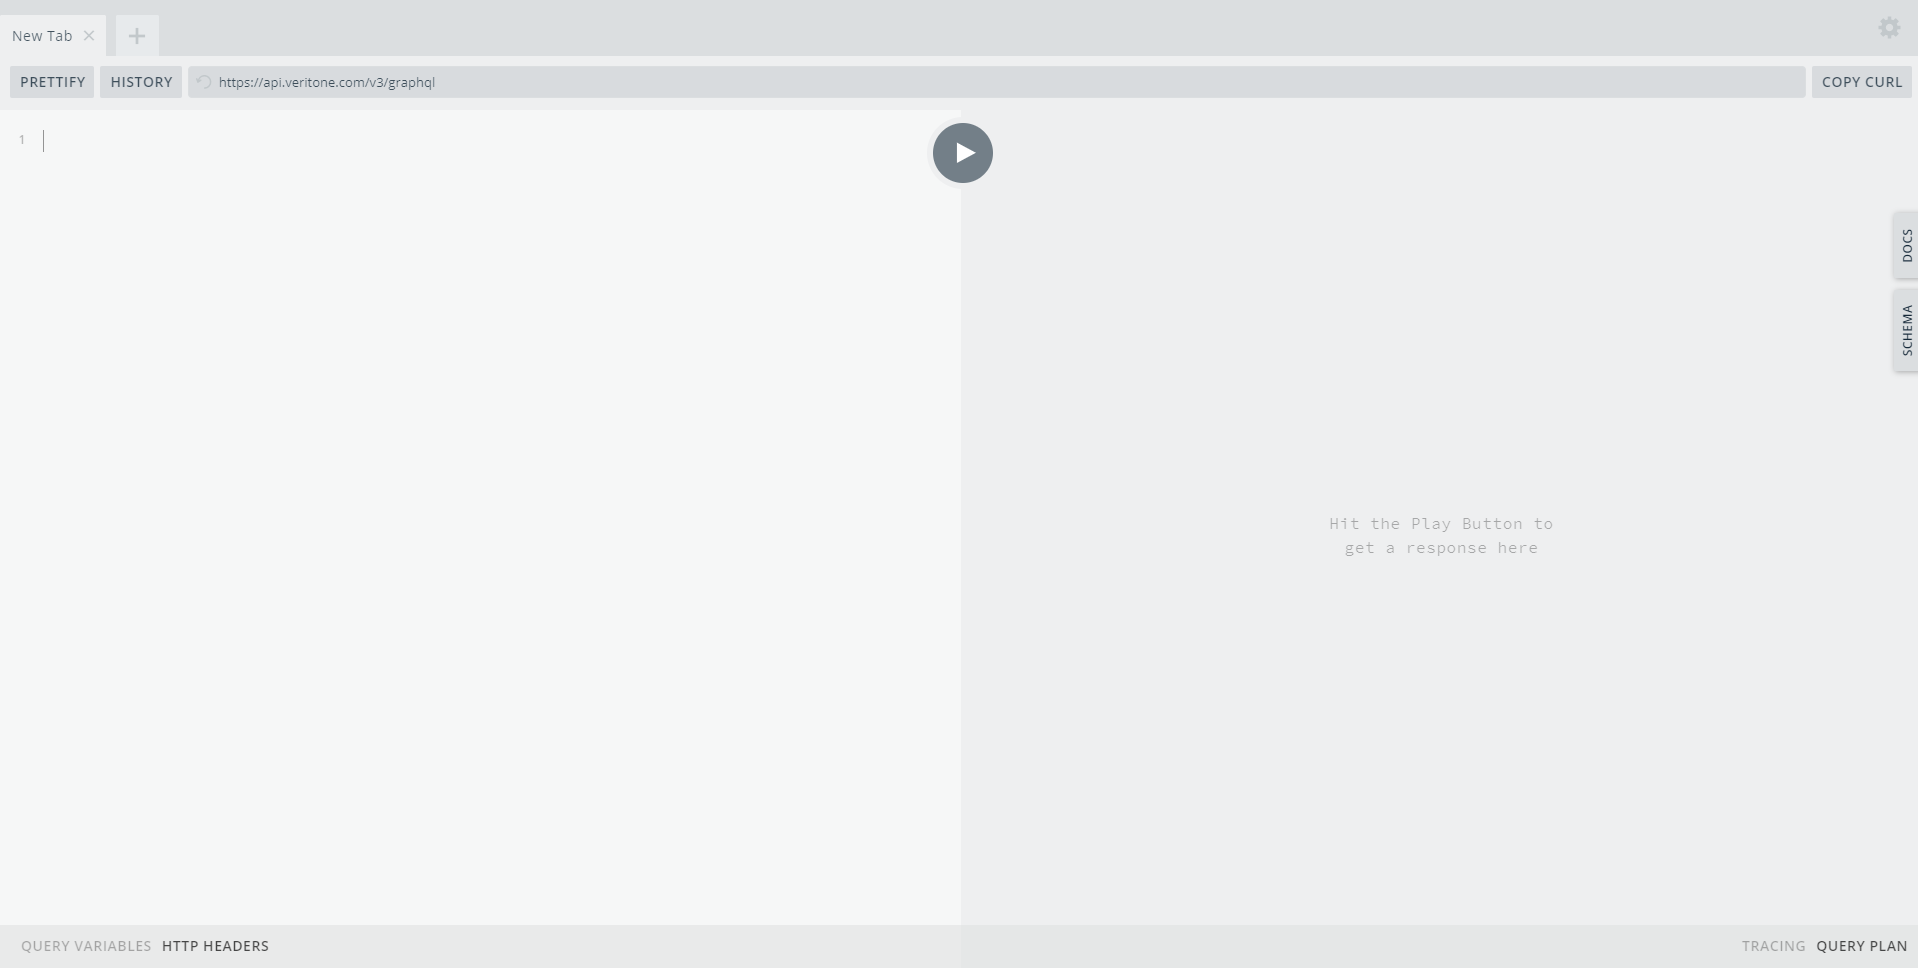 New Tab
PRETTIFY HISTORY https://api.veritone.com/v3/graphql COPY CURL
1
DOCS
SCHEMA
Hit the Play Button to
get a response here
QUERY VARIABLES HTTP HEADERS TRACING QUERY PLAN